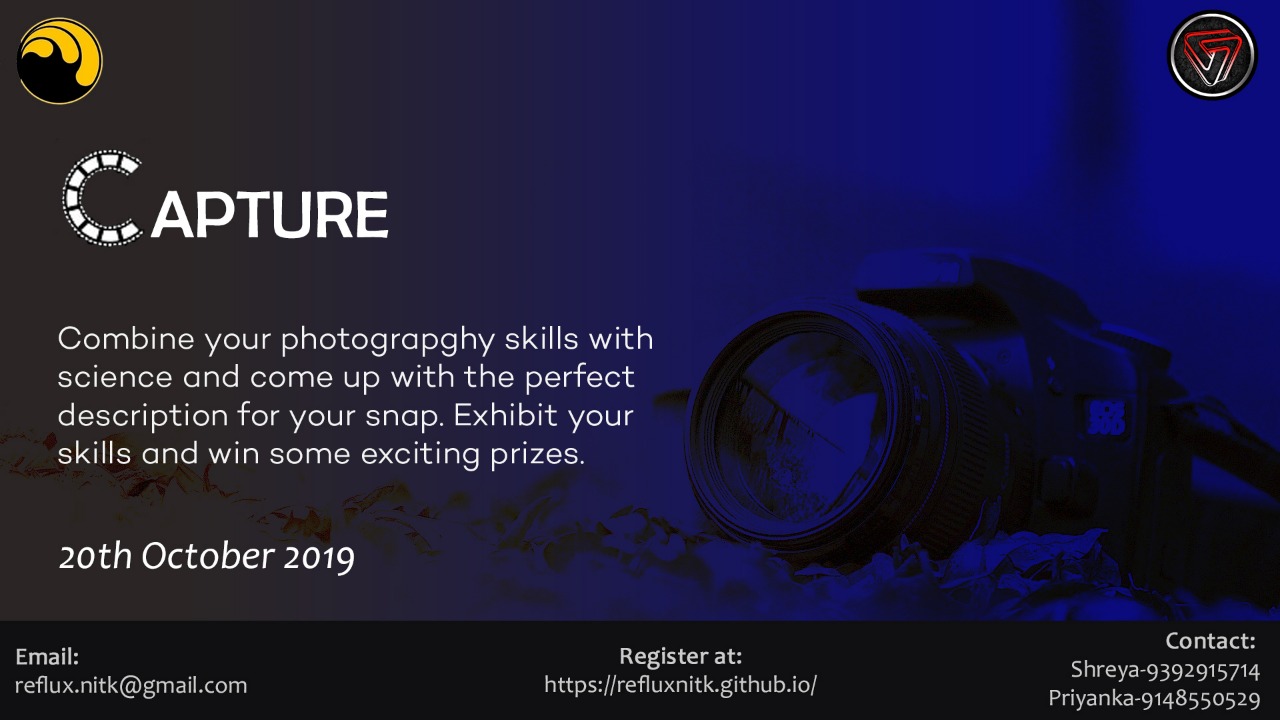 CAPTURE
Combine your photograpghy skills with
science and come up with the perfect
description for your snap. Exhibit your
skills and win some exciting prizes.
20th October 2019
Email:
reflux.nitk@gmail.com
Register at:
https://refluxnitk.github.io/
Contact:
Shreya-9392915714
Priyanka-9148550529